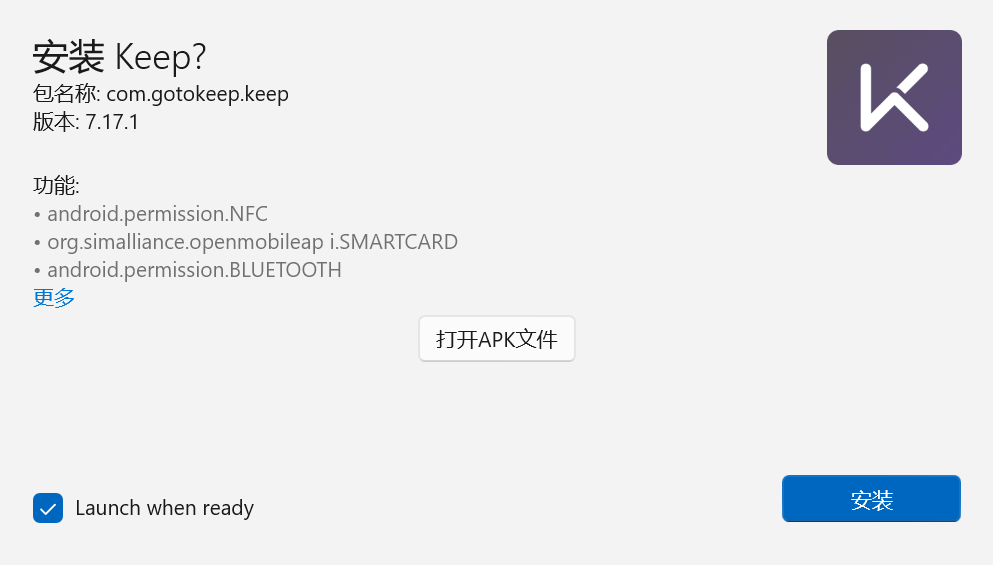 安装 Keep?
包名称: com.gotokeep.keep
版本: 7.17.1
功能:
• android.permission.NFC
• org.simalliance.openmobileap i.SMARTCARD
• android.permission.BLUETOOTH
更多
打开APK文件
Launch when ready
安装